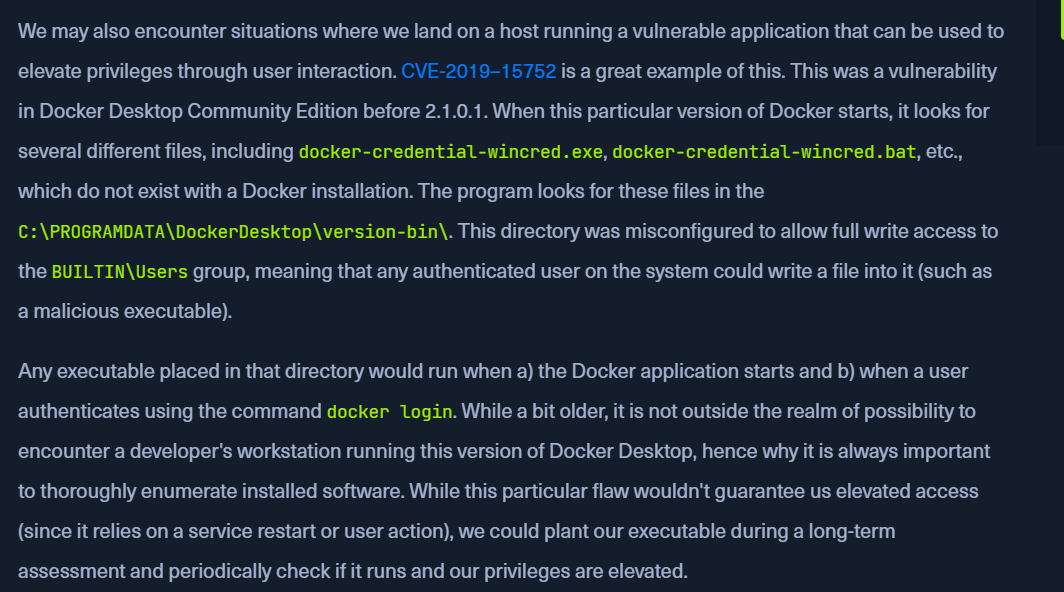 We may also encounter situations where we land on a host running a vulnerable application that can be used to
elevate privileges through user interaction. CVE-2019–15752 is a great example of this. This was a vulnerability
in Docker Desktop Community Edition before 2.1.0.1. When this particular version of Docker starts, it looks for
several different files, including docker-credential-wincred.exe, docker-credential-wincred.bat, etc.,
which do not exist with a Docker installation. The program looks for these files in the
C:\PROGRAMDATA\DockerDesktop\version-bin\. This directory was misconfigured to allow full write access to
the BUILTIN\Users group, meaning that any authenticated user on the system could write a file into it (such as
a malicious executable).
Any executable placed in that directory would run when a) the Docker application starts and b) when a user
authenticates using the command docker login. While a bit older, it is not outside the realm of possibility to
encounter a developer's workstation running this version of Docker Desktop, hence why it is always important
to thoroughly enumerate installed software. While this particular flaw wouldn't guarantee us elevated access
(since it relies on a service restart or user action), we could plant our executable during a long-term
assessment and periodically check if it runs and our privileges are elevated.